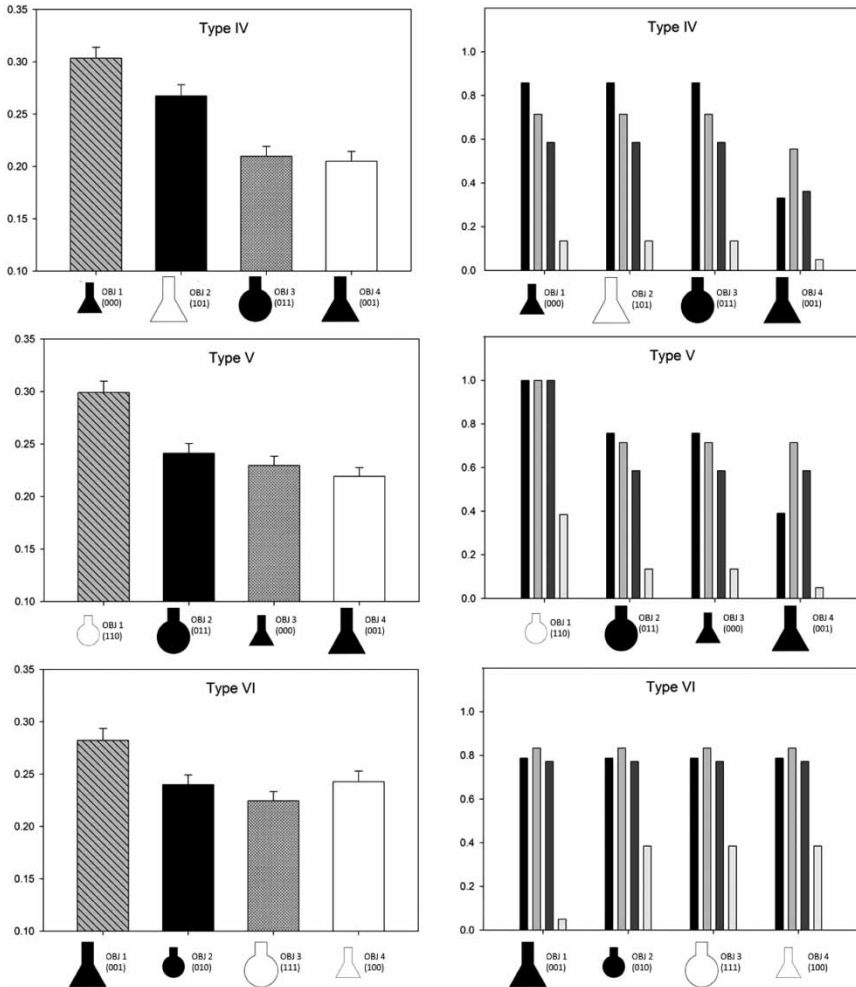 Type IV
0.35
0.30
0.25
0.20
0.15
0.10
OBJ 1
(000)
OBJ 2
(101)
OBJ 3
(011)
OBJ 4
(001)
Type IV
1.0
0.8
0.6
0.4
0.2
0.0
OBJ 1
(000)
OBJ 2
(101)
OBJ 3
(011)
OBJ 4
(001)
Type V
0.35
0.30
0.25
0.20
0.15
0.10
OBJ 1
(110)
OBJ 2
(011)
OBJ 3
(000)
OBJ 4
(001)
Type V
1.0
0.8
0.6
0.4
0.2
0.0
OBJ 1
(110)
OBJ 2
(011)
OBJ 3
(000)
OBJ 4
(001)
Type VI
0.35
0.30
0.25
0.20
0.15
0.10
OBJ 1
(001)
OBJ 2
(010)
OBJ 3
(111)
OBJ 4
(100)
Type VI
1.0
0.8
0.6
0.4
0.2
0.0
OBJ 1
(001)
OBJ 2
(010)
OBJ 3
(111)
OBJ 4
(100)